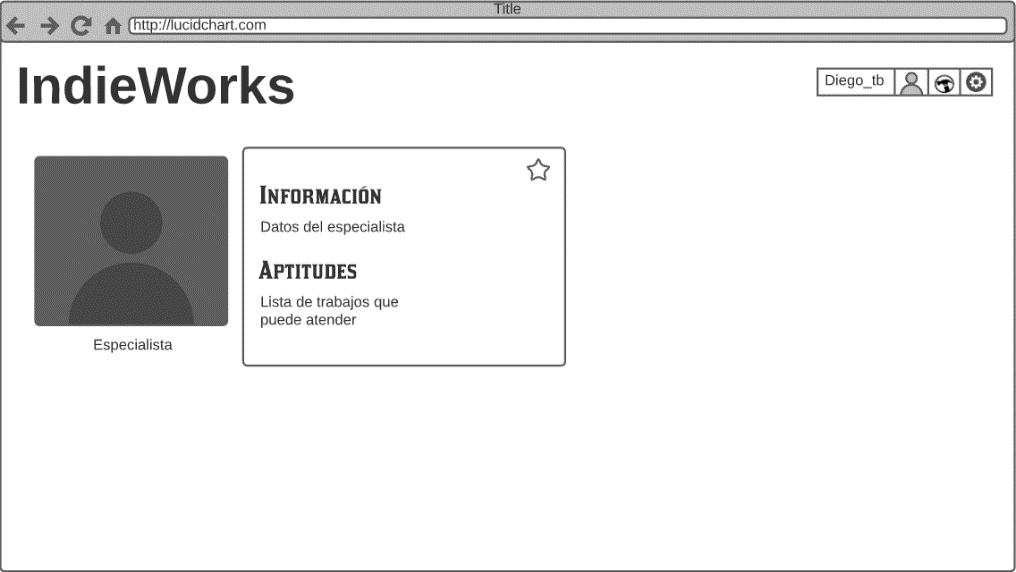 Title
http://lucidchart.com
IndieWorks
Diego_tb
Información
Datos del especialista
Aptitudes
Lista de trabajos que
puede atender
Especialista